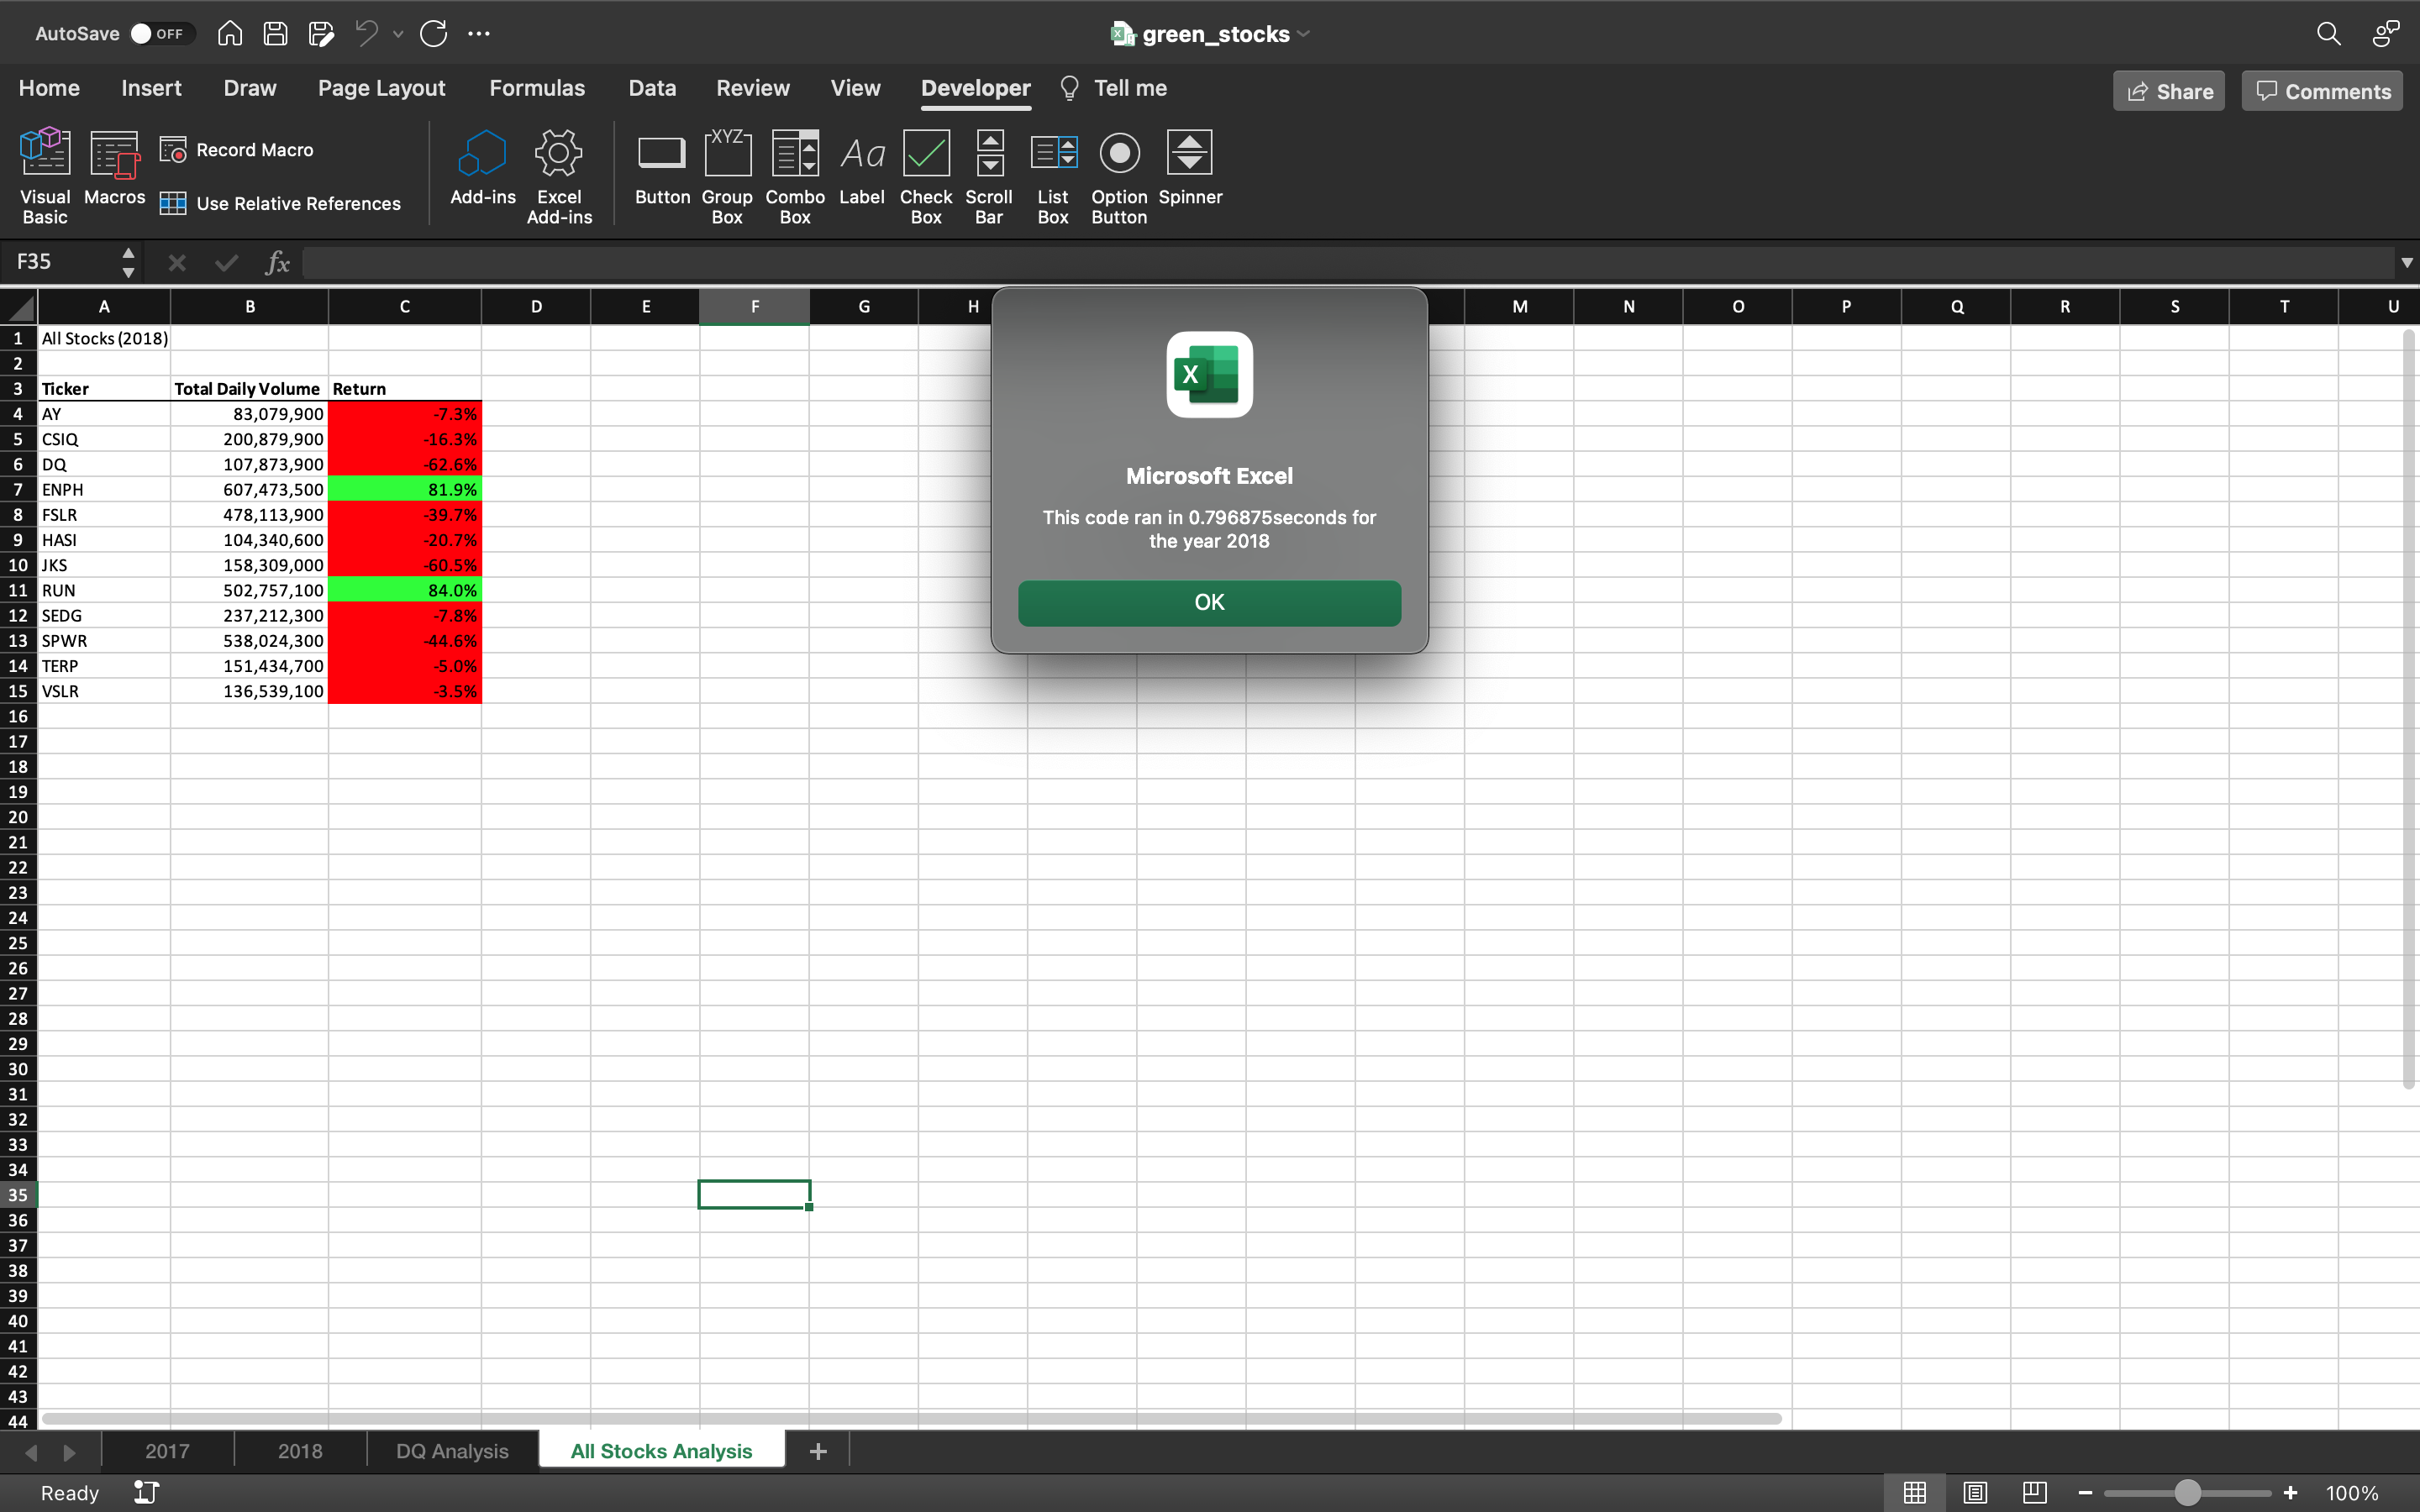 AutoSave OFF green_stocks
Home Insert Draw Page Layout Formulas Data Review View Developer Tell me Share Comments
Visual Basic Macros Record Macro Use Relative References Add-ins Excel Add-ins Button XYZ Group Box Combo Box Aa Label Check Box Scroll Bar List Box Option Button Spinner
F35 fx
A B C D E F G H M N O P Q R S T U
1 All Stocks (2018)
2
3 Ticker Total Daily Volume Return
4 AY 83,079,900 -7.3%
5 CSIQ 200,879,900 -16.3%
6 DQ 107,873,900 -62.6%
7 ENPH 607,473,500 81.9%
8 FSLR 478,113,900 -39.7%
9 HASI 104,340,600 -20.7%
10 JKS 158,309,000 -60.5%
11 RUN 502,757,100 84.0%
12 SEDG 237,212,300 -7.8%
13 SPWR 538,024,300 -44.6%
14 TERP 151,434,700 -5.0%
15 VSLR 136,539,100 -3.5%
16
17
18
19
20
21
22
23
24
25
26
27
28
29
30
31
32
33
34
35
36
37
38
39
40
41
42
43
44
X
Microsoft Excel
This code ran in 0.796875seconds for
the year 2018
OK
2017 2018 DQ Analysis All Stocks Analysis +
Ready 100%